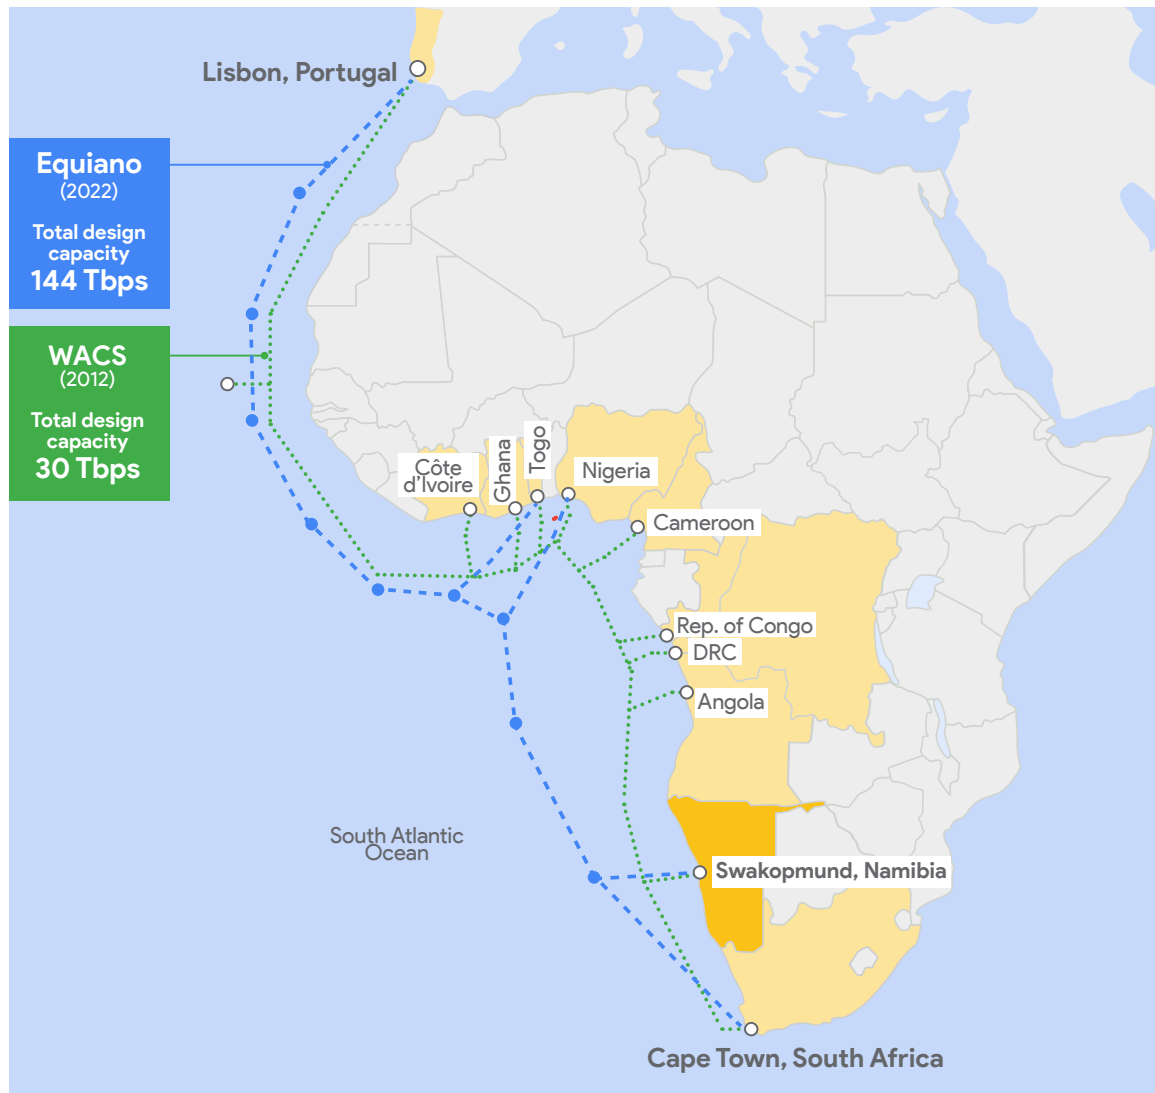 Lisbon, Portugal
Equiano
(2022)
Total design
capacity
144 Tbps
WACS
(2012)
Total design
capacity
30 Tbps
Côte
d'Ivoire
Ghana
Togo
Nigeria
Cameroon
Rep. of Congo
DRC
Angola
South Atlantic
Ocean
Swakopmund, Namibia
Cape Town, South Africa